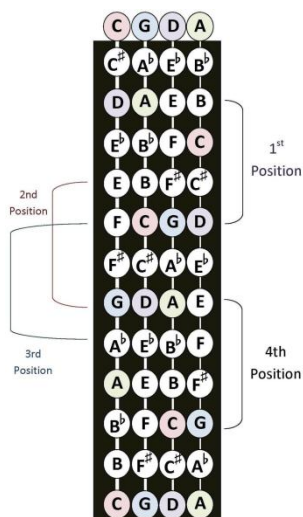 C G D A
C♯ A♭ E♭ B♭
D A E B
E♭ B♭ F C
1st
Position
E B F♯ C♯
2nd
Position
F C G D
F♯ C♯ A♭ E♭
G D A E
A♭ E♭ B♭ F
3rd
Position
4th
Position
A E B F♯
B♭ F C G
B F♯ C♯ A♭
C G D A